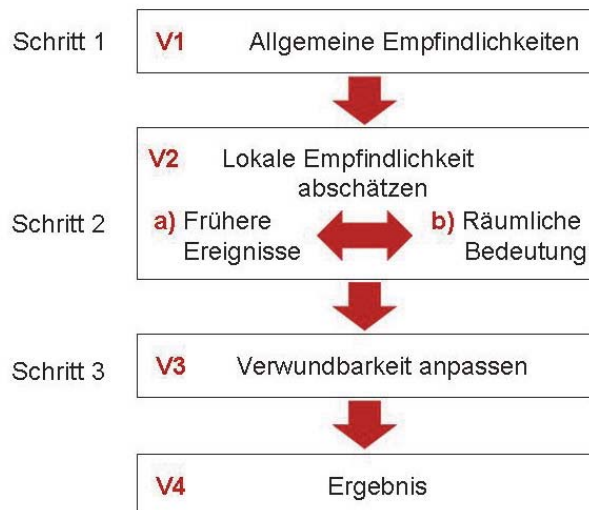 Schritt 1
V1 Allgemeine Empfindlichkeiten
V2 Lokale Empfindlichkeit
abschätzen
Schritt 2
a) Frühere
Ereignisse
b) Räumliche
Bedeutung
Schritt 3
V3 Verwundbarkeit anpassen
V4 Ergebnis